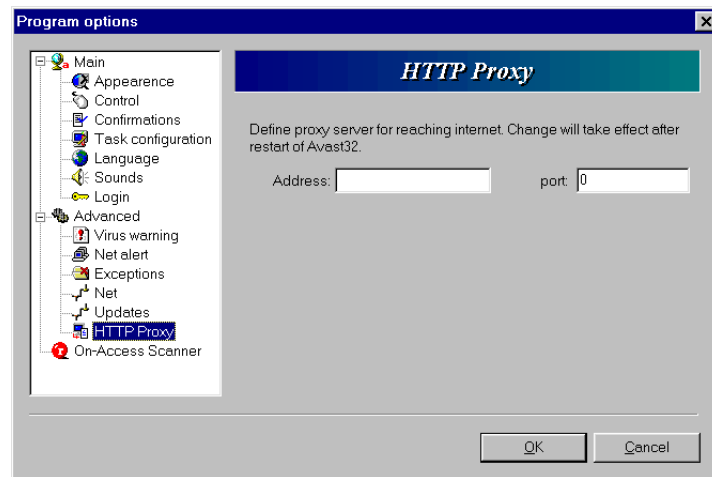 Program options
Main
Appearence
Control
Confirmations
Task configuration
Language
Sounds
Login
Advanced
Virus warning
Net alert
Exceptions
Net
Updates
HTTP Proxy
On-Access Scanner
HTTP Proxy
Define proxy server for reaching internet. Change will take effect after
restart of Avast32.
Address: port: 0
OK Cancel